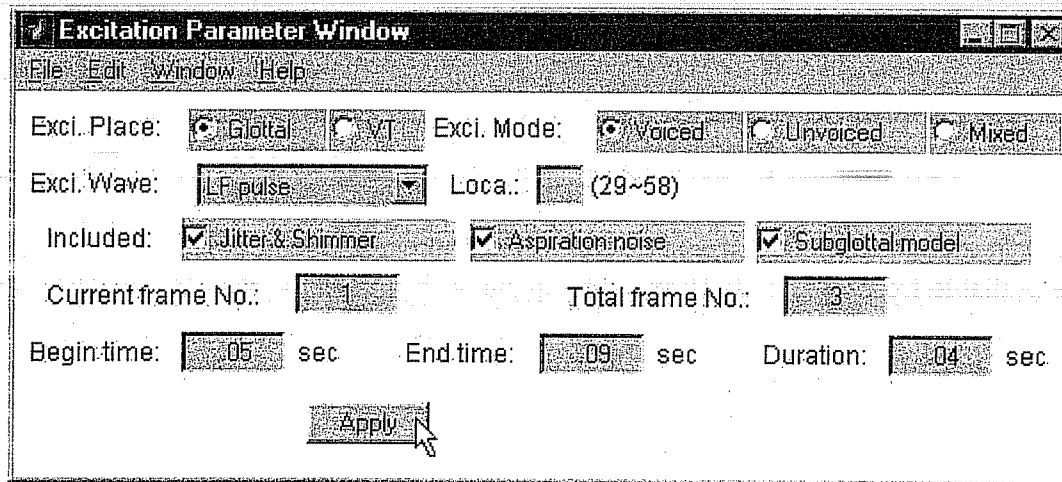 Excitation Parameter Window
File Edit Window Help
Exci. Place: Glottal VT Exci. Mode: Voiced Unvoiced Mixed
Exci. Wave: LF pulse Loca.: (29~58)
Included: Jitter & Shimmer Aspiration noise Subglottal model
Current frame No.: 1 Total frame No.: 3
Begin time: .05 sec End time: .09 sec Duration: .04 sec
Apply